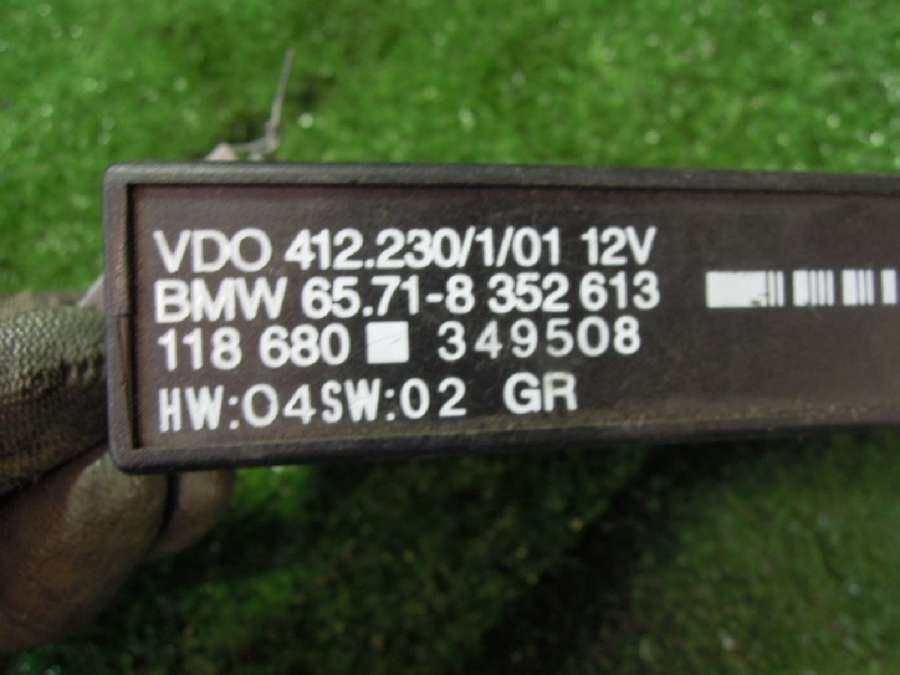 VDO 412.230/1/01 12V
BMW 65.71-8 352 613
118 680 349508
HW:04SW:02 GR